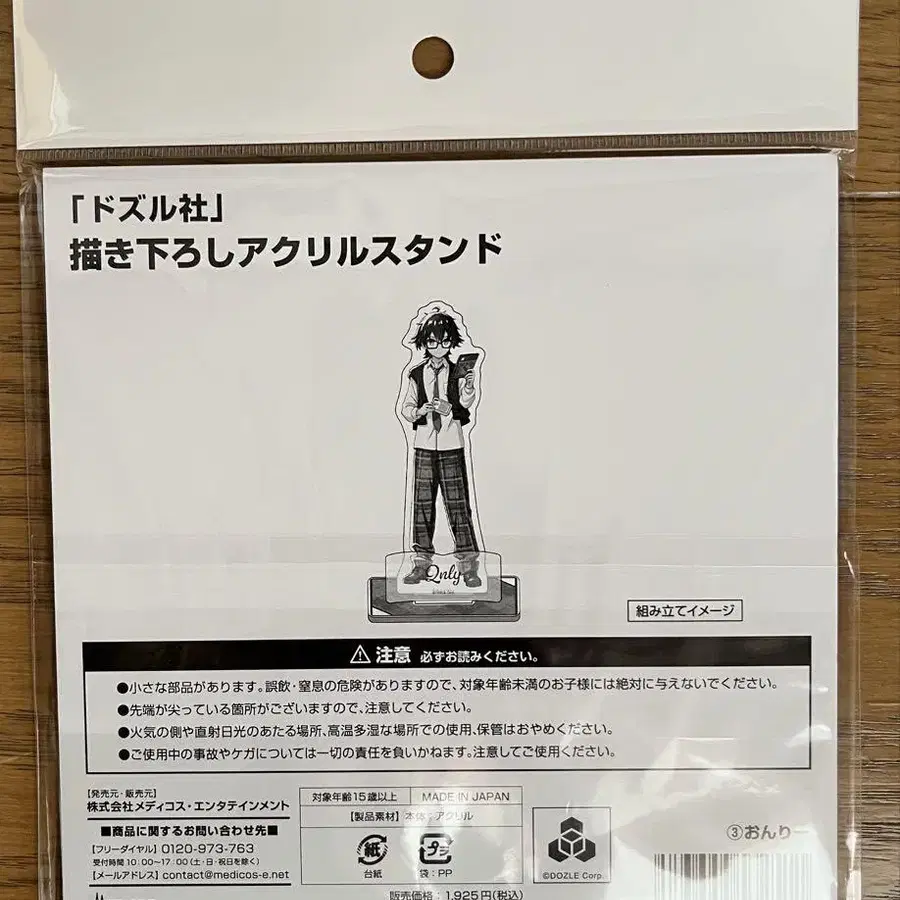 「ドズル社」
描き下ろしアクリルスタンド
Qnly
組み立てイメージ
注意 必ずお読みください。
●小さな部品があります。誤飲・窒息の危険がありますので、対象年齢未満のお子様には絶対に与えないでください。
●先端が尖っている箇所がございますので、注意してください。
●火気の側や直射日光のあたる場所、高温多湿な場所での使用、保管はおやめください。
●ご使用中の事故やケガについては一切の責任を負いかねます。注意してご使用ください。
【発売元・販売元】
株式会社メディコス・エンタテインメント
■商品に関するお問い合わせ先■
【フリーダイヤル】0120-973-763
受付時間 10:00〜17:00(土・日・祝日を除く)
【メールアドレス】contact@medicos-e.net
対象年齢15歳以上 MADE IN JAPAN
【製品素材】本体:アクリル
紙 プラ
台紙 袋:PP
©DOZLE Corp.
③おんりー
販売価格:1,925円(税込)